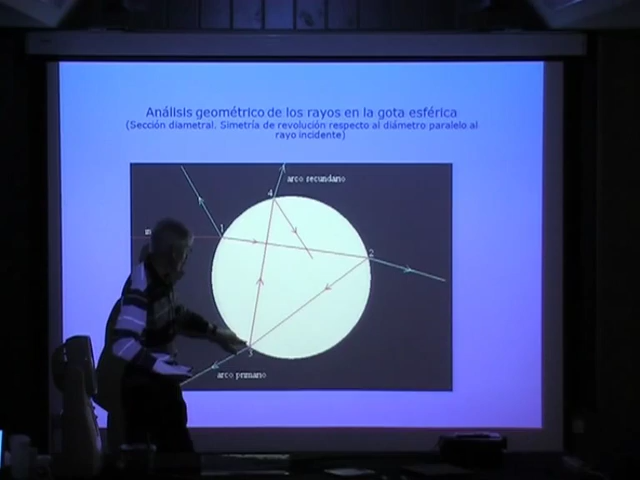 Análisis geométrico de los rayos en la gota esférica
(Sección diametral. Simetría de revolución respecto al diámetro paralelo al
rayo incidente)
arco secundario
4
1
2
3
arco primario